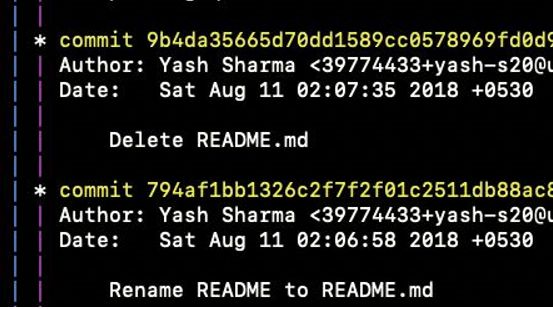 * commit 9b4da35665d70dd1589cc0578969fd0d9
Author: Yash Sharma <39774433+yash-s20@u
Date:   Sat Aug 11 02:07:35 2018 +0530
Delete README.md
* commit 794af1bb1326c2f7f2f01c2511db88ac8
Author: Yash Sharma <39774433+yash-s20@u
Date:   Sat Aug 11 02:06:58 2018 +0530
Rename README to README.md